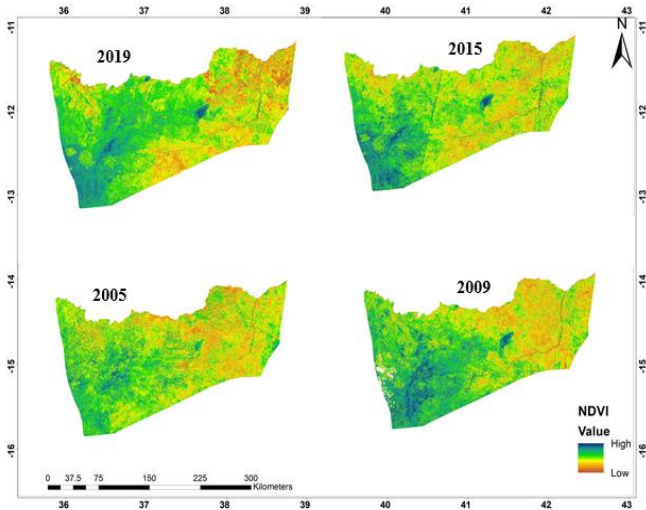 36 37 38 39 40 41 42 43
-11 -11
N
2019 2015
-12 -12
-13 -13
-14 -14
2005 2009
-15 -15
NDVI
Value
High
Low
-16 -16
0 37.5 75 150 225 300
Kilometers
36 37 38 39 40 41 42 43